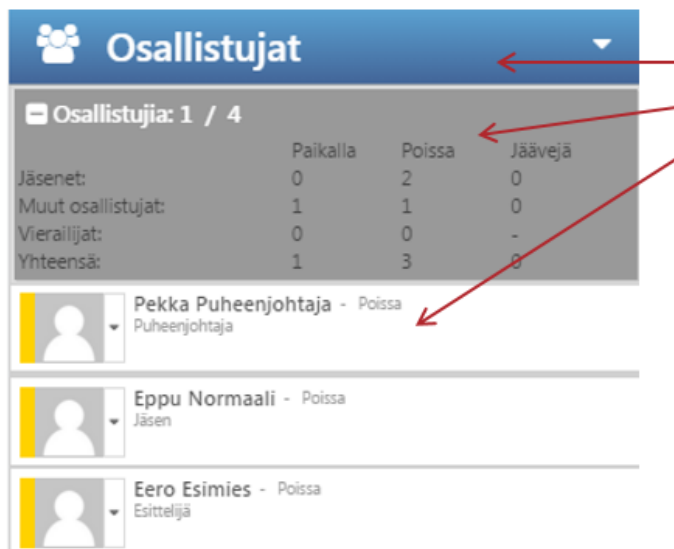 Osallistujat
Osallistujia: 1 / 4
Paikalla Poissa Jäävejä
Jäsenet: 0 2 0
Muut osallistujat: 1 1 0
Vierailijat: 0 0 -
Yhteensä: 1 3 0
Pekka Puheenjohtaja - Poissa
Puheenjohtaja
Eppu Normaali - Poissa
Jäsen
Eero Esimies - Poissa
Esittelijä